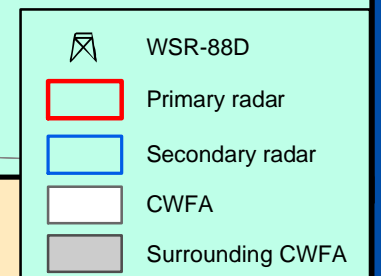 WSR-88D
Primary radar
Secondary radar
CWFA
Surrounding CWFA